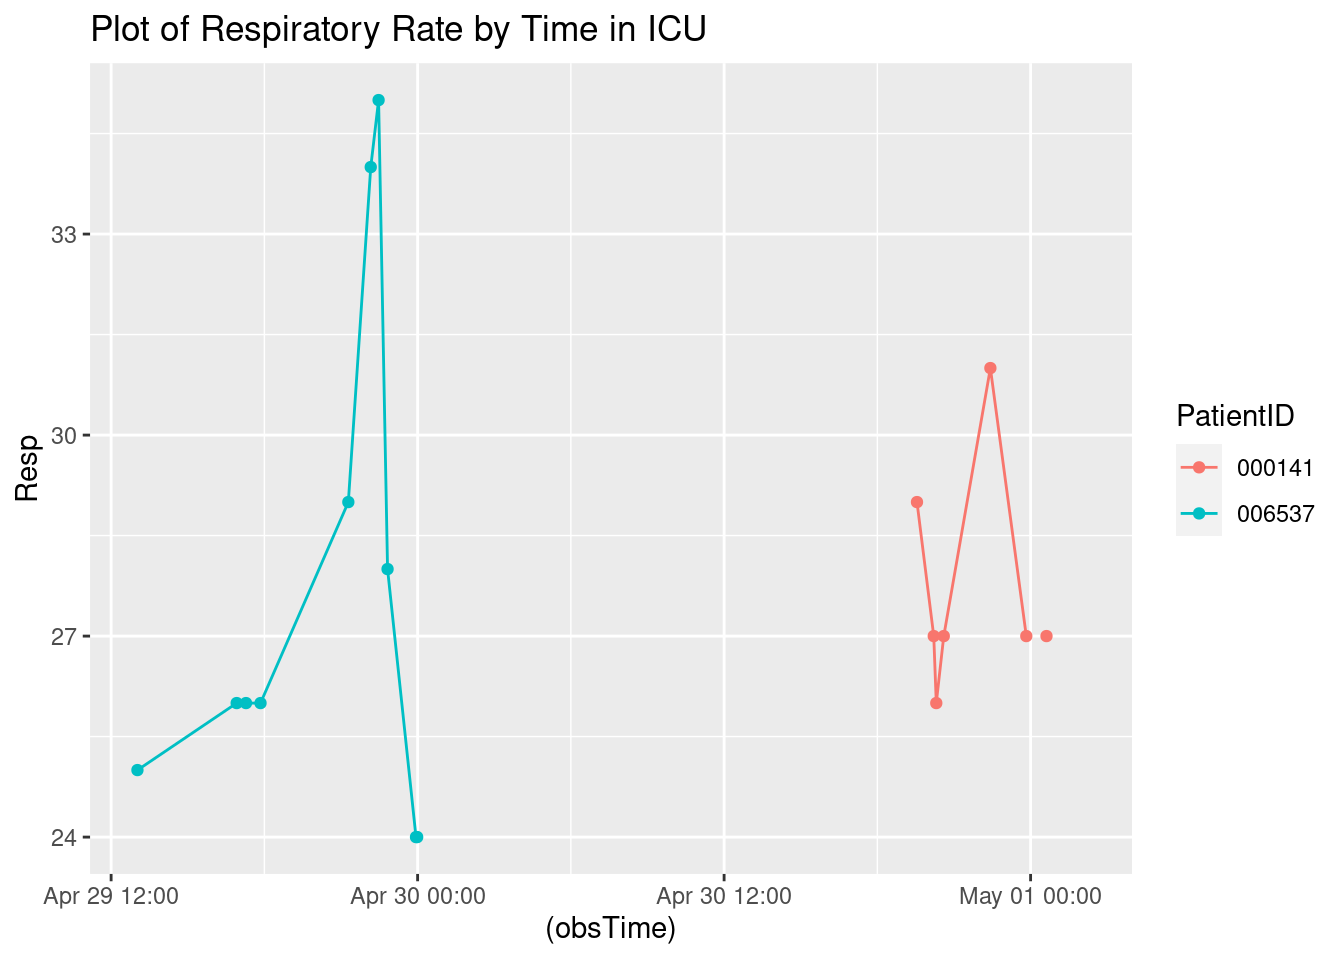 Plot of Respiratory Rate by Time in ICU
Resp
33
30
27
24
Apr 29 12:00
Apr 30 00:00
Apr 30 12:00
May 01 00:00
(obsTime)
PatientID
000141
006537